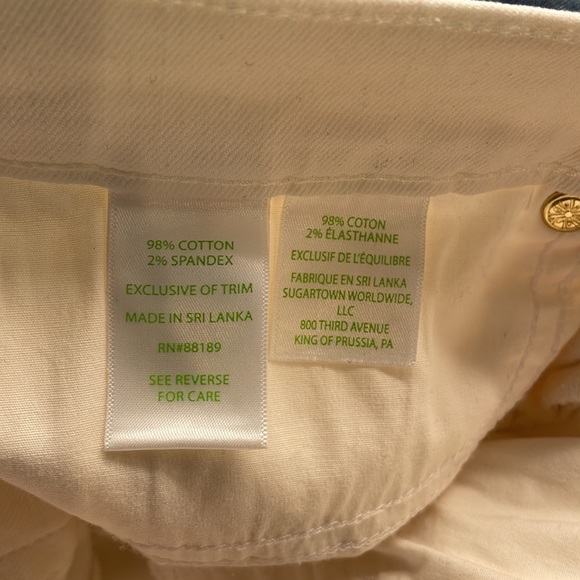 98% COTTON
2% SPANDEX
EXCLUSIVE OF TRIM
MADE IN SRI LANKA
RN#88189
SEE REVERSE
FOR CARE
98% COTON
2% ÉLASTHANNE
EXCLUSIF DE L'ÉQUILIBRE
FABRIQUE EN SRI LANKA
SUGARTOWN WORLDWIDE,
LLC
800 THIRD AVENUE
KING OF PRUSSIA, PA